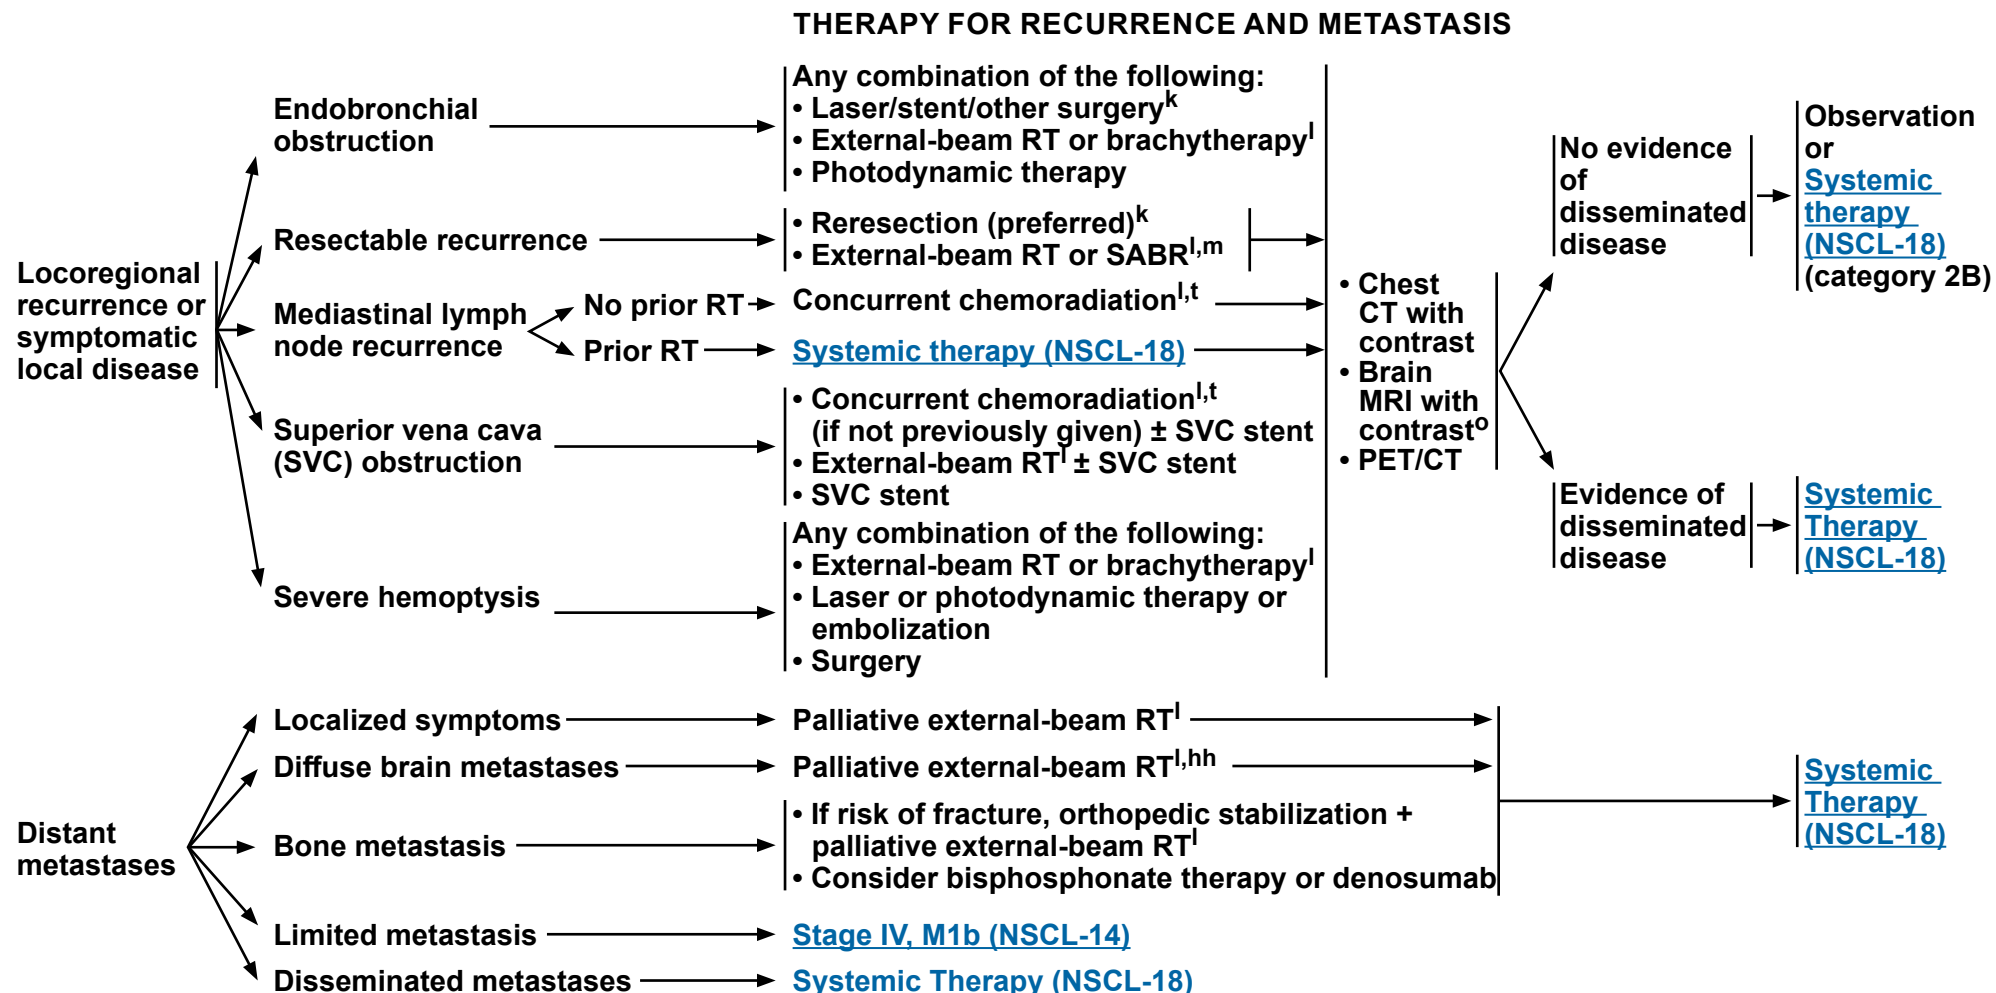 THERAPY FOR RECURRENCE AND METASTASIS
Locoregional
recurrence or
symptomatic
local disease
Endobronchial
obstruction
Any combination of the following:
• Laser/stent/other surgeryk
• External-beam RT or brachytherapyl
• Photodynamic therapy
Resectable recurrence
• Reresection (preferred)k
• External-beam RT or SABRl,m
Mediastinal lymph
node recurrence
No prior RT
Concurrent chemoradiationl,t
Prior RT
Systemic therapy (NSCL-18)
Superior vena cava
(SVC) obstruction
• Concurrent chemoradiationl,t
(if not previously given) ± SVC stent
• External-beam RTl ± SVC stent
• SVC stent
Severe hemoptysis
Any combination of the following:
• External-beam RT or brachytherapyl
• Laser or photodynamic therapy or
embolization
• Surgery
• Chest
CT with
contrast
• Brain
MRI with
contrasto
• PET/CT
No evidence
of
disseminated
disease
Observation
or
Systemic
therapy
(NSCL-18)
(category 2B)
Evidence of
disseminated
disease
Systemic
Therapy
(NSCL-18)
Distant
metastases
Localized symptoms
Palliative external-beam RTl
Diffuse brain metastases
Palliative external-beam RTl,hh
Bone metastasis
• If risk of fracture, orthopedic stabilization +
palliative external-beam RTl
• Consider bisphosphonate therapy or denosumab
Systemic
Therapy
(NSCL-18)
Limited metastasis
Stage IV, M1b (NSCL-14)
Disseminated metastases
Systemic Therapy (NSCL-18)